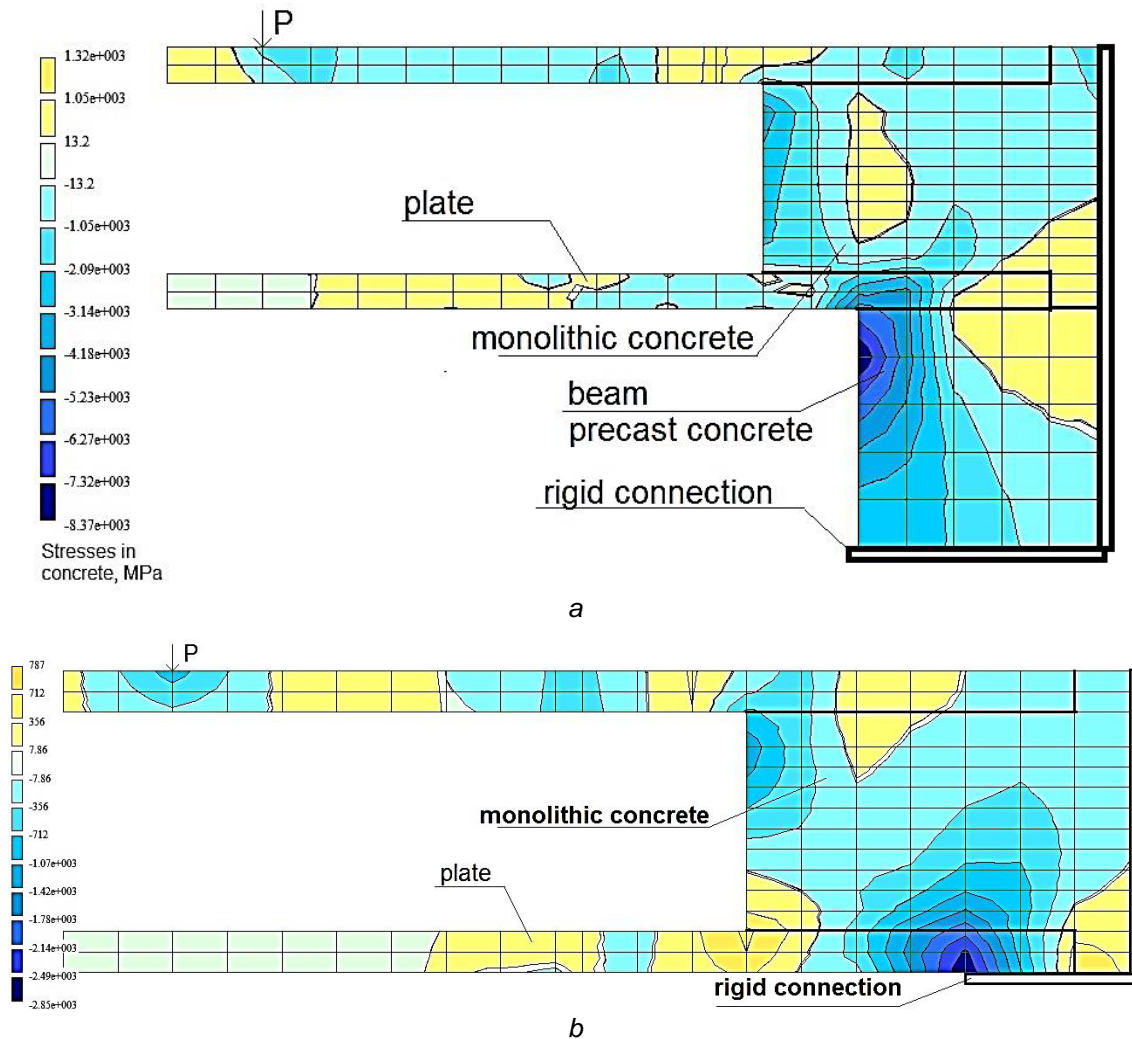 P
1.32e+003
1.05e+003
13.2
-13.2
-1.05e+003
-2.09e+003
-3.14e+003
-4.18e+003
-5.23e+003
-6.27e+003
-7.32e+003
-8.37e+003
Stresses in
concrete, MPa
plate
monolithic concrete
beam
precast concrete
rigid connection
a
P
787
712
356
7.86
-7.86
-356
-712
-1.07e+003
-1.42e+003
-1.78e+003
-2.14e+003
-2.49e+003
-2.85e+003
monolithic concrete
plate
rigid connection
b